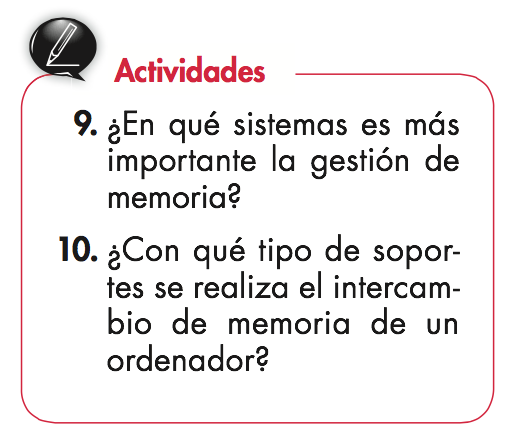 Actividades
9. ¿En qué sistemas es más
importante la gestión de
memoria?
10. ¿Con qué tipo de sopor-
tes se realiza el intercam-
bio de memoria de un
ordenador?